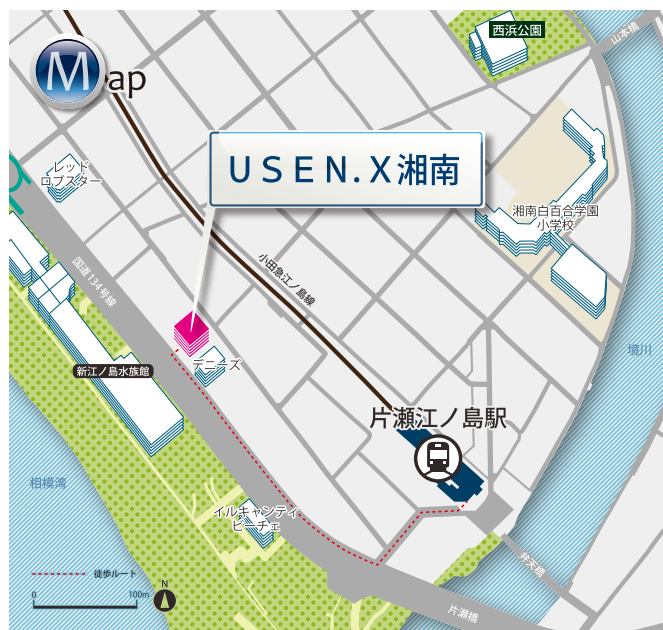 Map
西浜公園
山本橋
レッド
ロブスター
USEN.X湘南
湘南白百合学園
小学校
国道134号線
小田急江ノ島線
新江ノ島水族館
デニーズ
境川
片瀬江ノ島駅
相模湾
イルキャンティ
ビーチェ
弁天橋
徒歩ルート
N
0 100m
片瀬橋